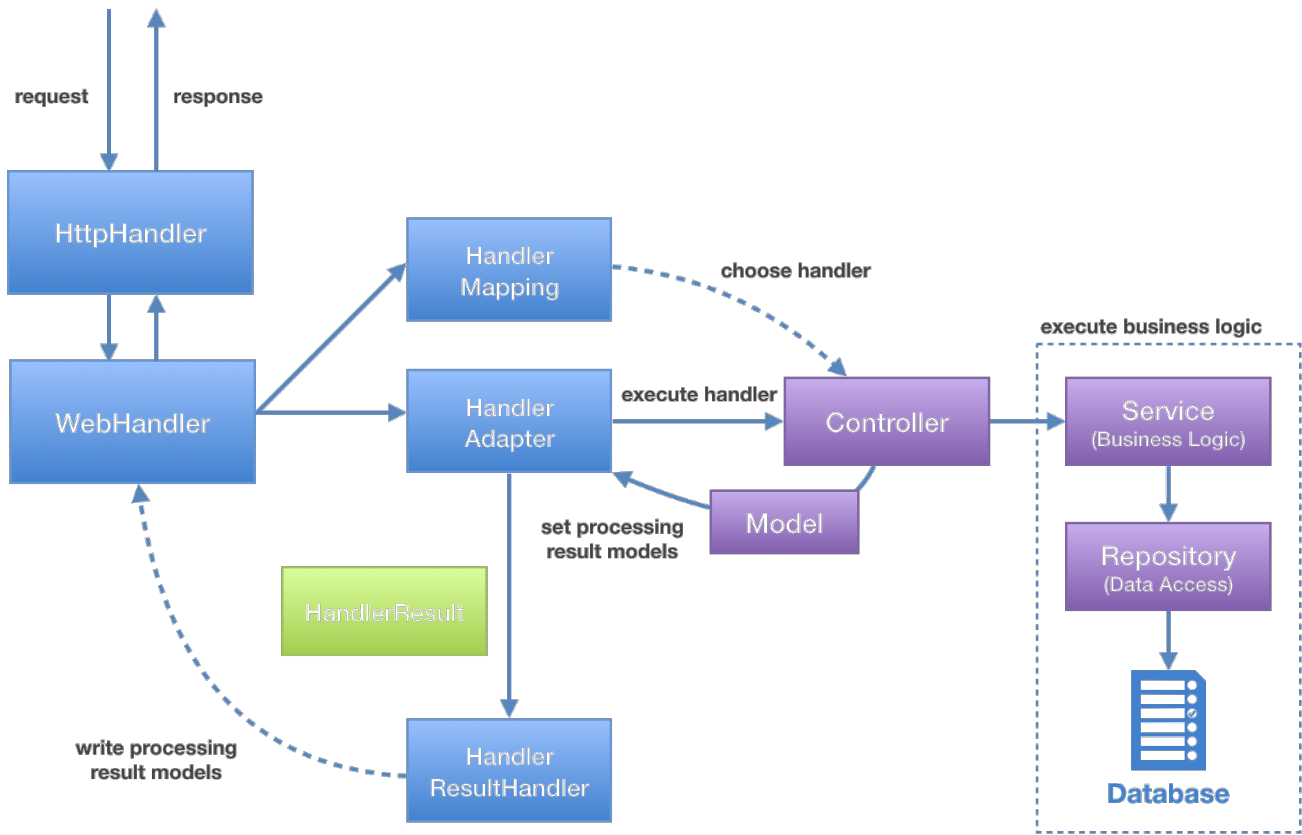 request
response
HttpHandler
WebHandler
Handler
Mapping
choose handler
Handler
Adapter
execute handler
Controller
execute business logic
Service
(Business Logic)
Repository
(Data Access)
Database
Model
set processing
result models
HandlerResult
Handler
ResultHandler
write processing
result models